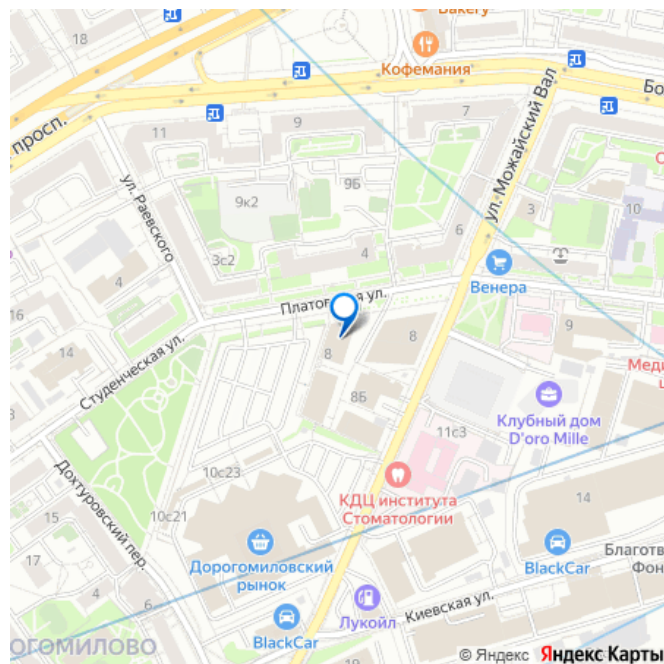 Bakery
18
Кофемания
Бо
просп.
11
9
7
ул. Можайский Вал
ул. Раевского
9к2
9Б
3
10
6
3с2
4
4
Венера
Платовская ул.
16
9
8
8
14
Студенческая ул.
Меди
ц
8Б
Клубный дом
D'oro Mille
13
11с3
10с23
КДЦ института
Стоматологии
14
15
10с21
Дохтуровский пер.
Дорогомиловский
рынок
BlackCar
Благотв
Фон
17
4
6
Киевская ул.
Лукойл
BlackCar
ОГОМИЛОВО
© Яндекс Яндекс Карты